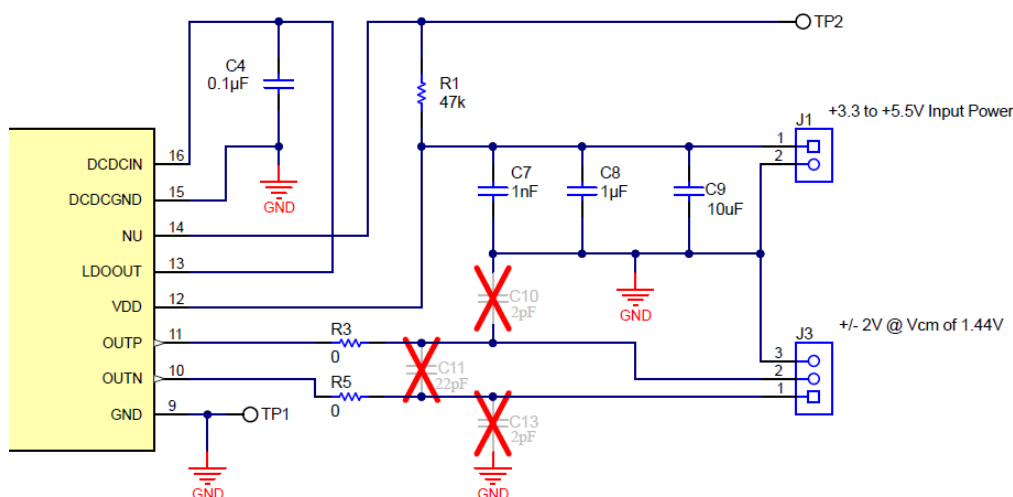 TP2
C4
0.1µF
R1
47k
+3.3 to +5.5V Input Power
J1
1
2
DCDCIN
16
GND
C7
1nF
C8
1µF
C9
10uF
DCDCGND
15
NU
14
LDOOUT
13
VDD
12
C10
2pF
GND
+/- 2V @ Vcm of 1.44V
OUTP
11
R3
0
C11
22pF
J3
3
2
1
OUTN
10
R5
0
GND
9
TP1
C13
2pF
GND
GND